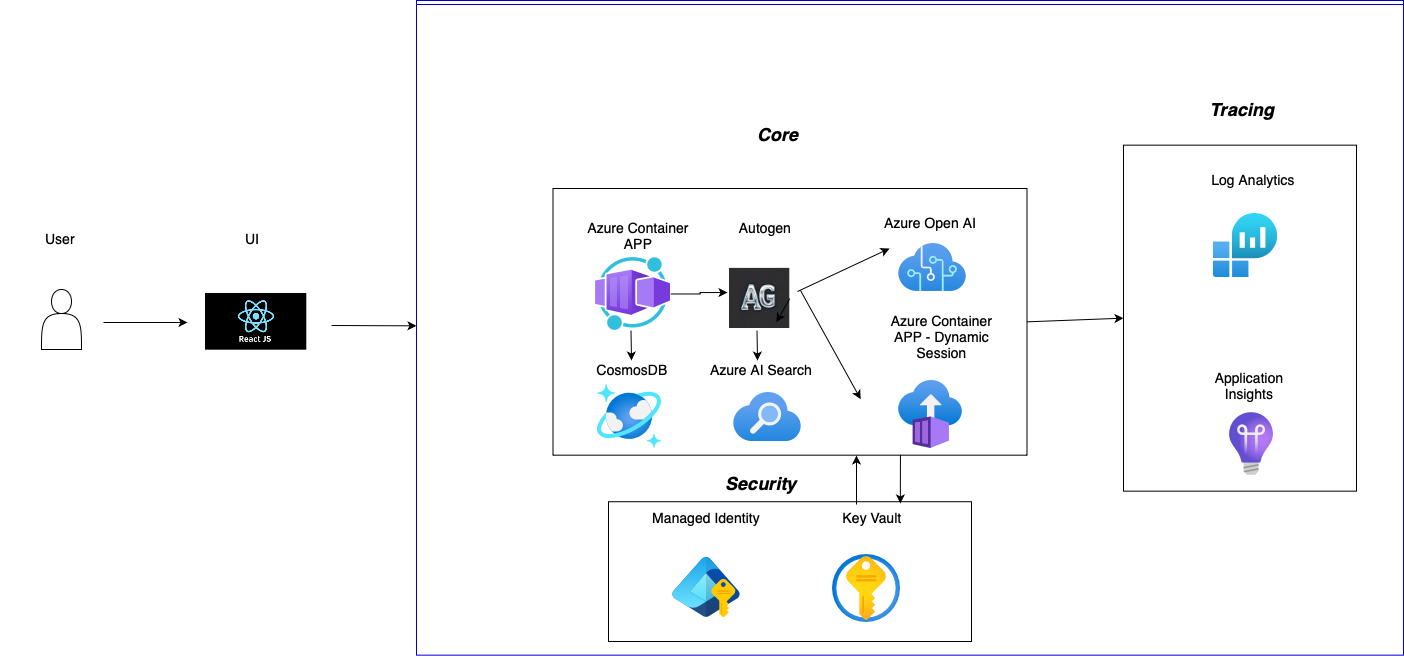 User
UI
React JS
Core
Azure Container
APP
Autogen
AG
Azure Open AI
Azure Container
APP - Dynamic
Session
CosmosDB
Azure AI Search
Security
Managed Identity
Key Vault
Tracing
Log Analytics
Application
Insights